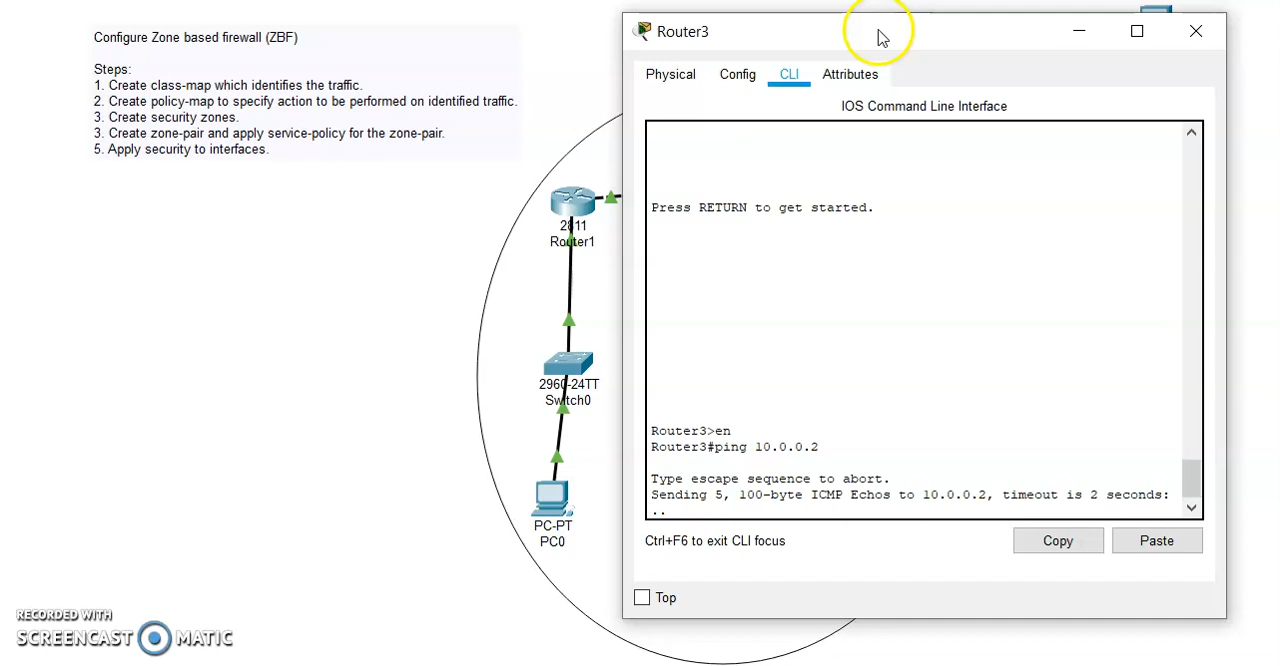 Configure Zone based firewall (ZBF)
Steps:
1. Create class-map which identifies the traffic.
2. Create policy-map to specify action to be performed on identified traffic.
3. Create security zones.
3. Create zone-pair and apply service-policy for the zone-pair.
5. Apply security to interfaces.
2811
Router1
2960-24TT
Switch0
PC-PT
PC0
Router3
Physical Config CLI Attributes
IOS Command Line Interface
Press RETURN to get started.
Router3>en
Router3#ping 10.0.0.2
Type escape sequence to abort.
Sending 5, 100-byte ICMP Echos to 10.0.0.2, timeout is 2 seconds:
..
Ctrl+F6 to exit CLI focus
Copy Paste
Top
RECORDED WITH
SCREENCAST MATIC